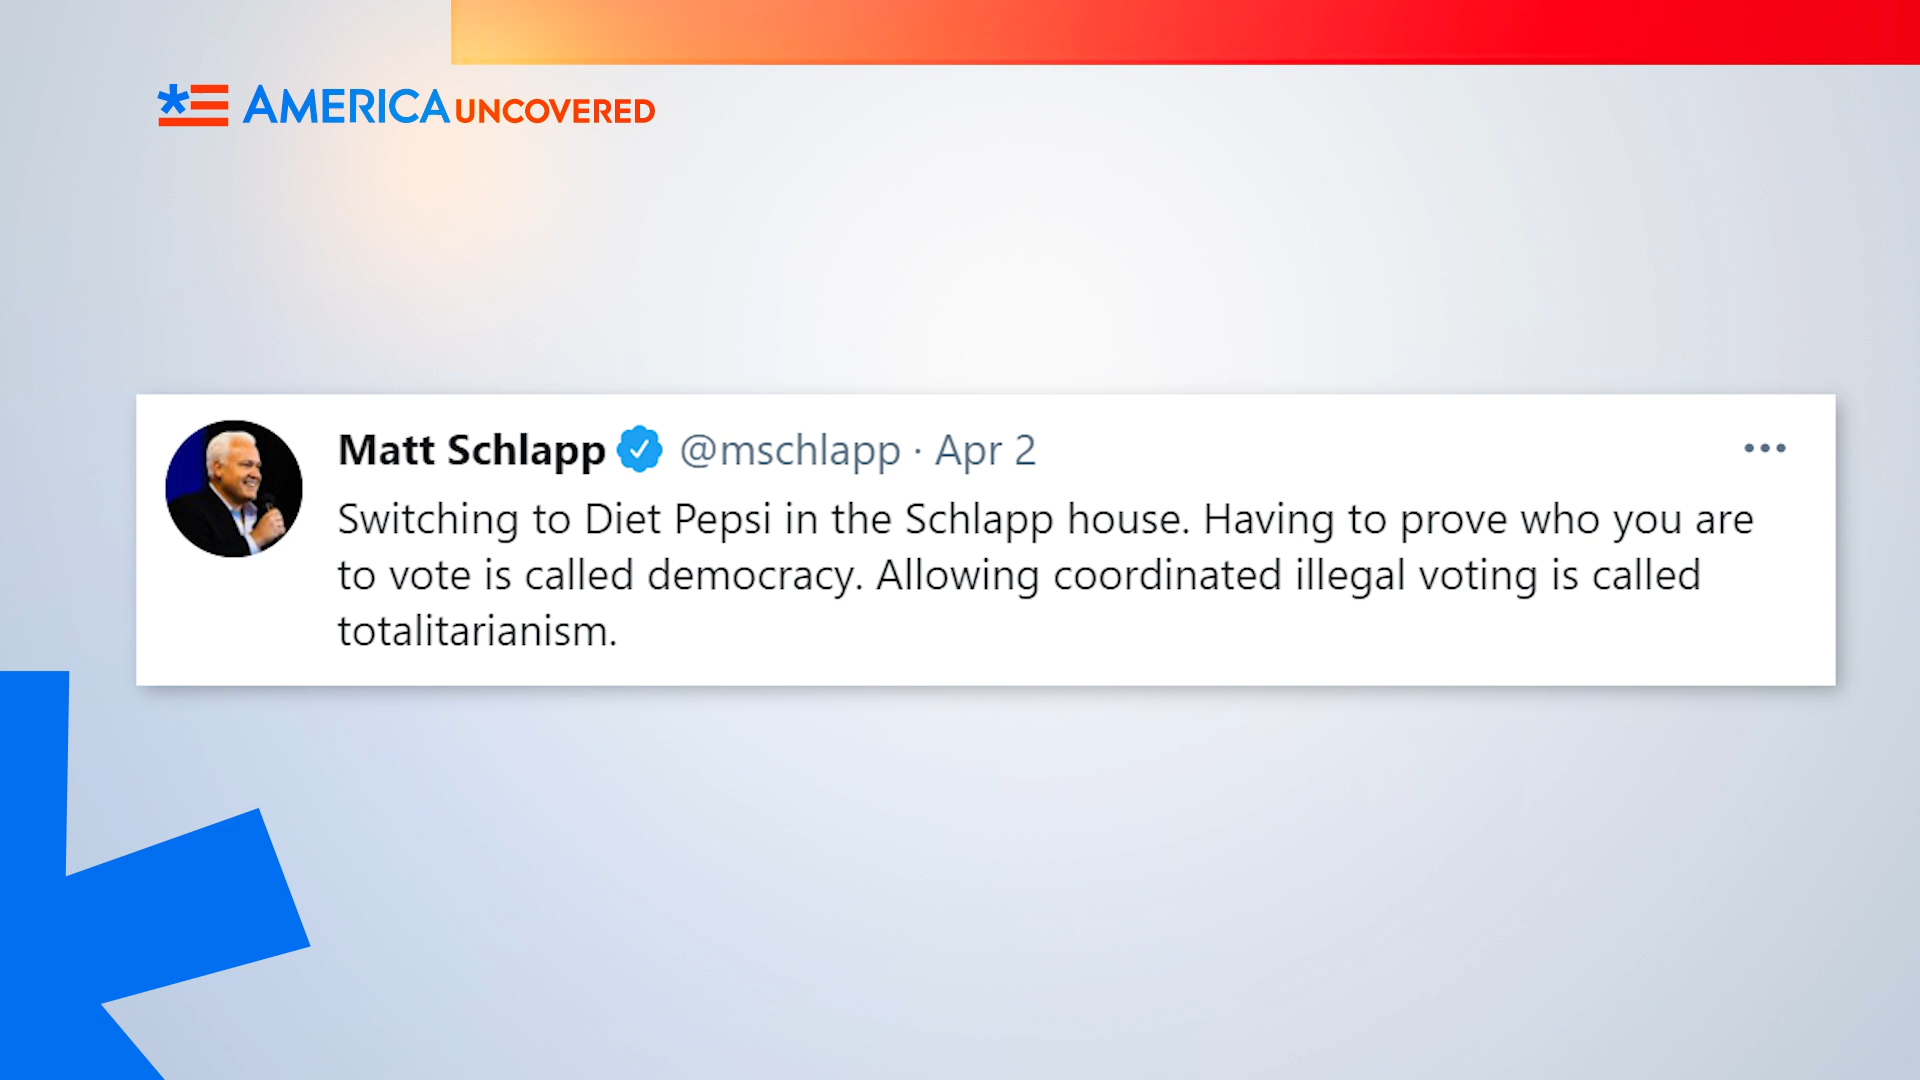 AMERICA UNCOVERED
Matt Schlapp @mschlapp · Apr 2
Switching to Diet Pepsi in the Schlapp house. Having to prove who you are
to vote is called democracy. Allowing coordinated illegal voting is called
totalitarianism.